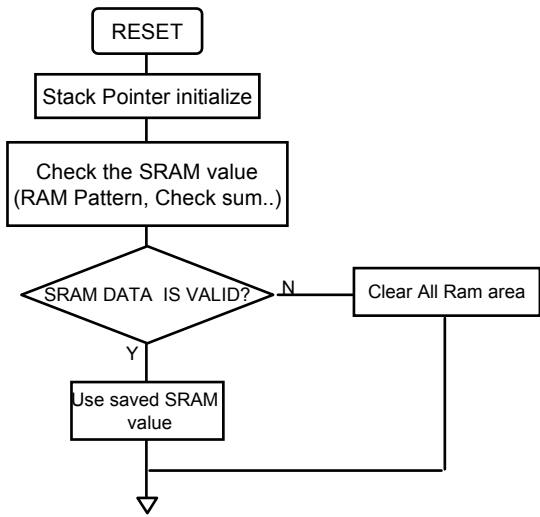 RESET
Stack Pointer initialize
Check the SRAM value
(RAM Pattern, Check sum..)
SRAM DATA IS VALID?
N
Clear All Ram area
Y
Use saved SRAM
value